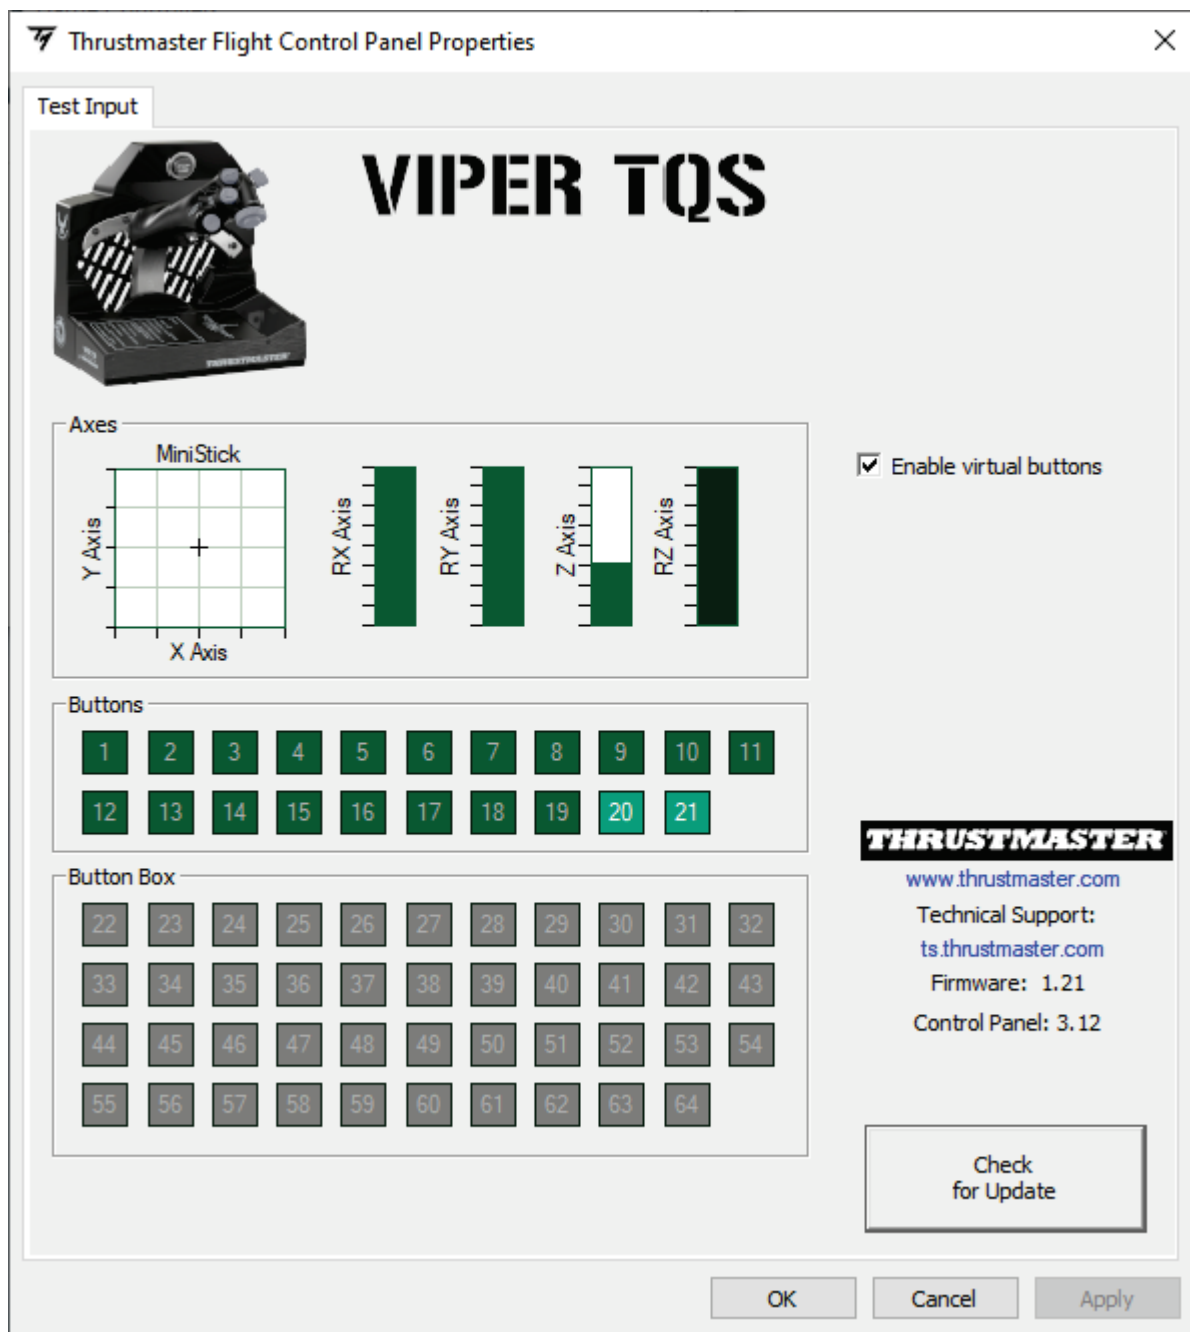 Thrustmaster Flight Control Panel Properties
Test Input
VIPER TQS
THRUSTMASTER
Axes
MiniStick
Y Axis
X Axis
RX Axis
RY Axis
Z Axis
RZ Axis
Enable virtual buttons
Buttons
1 2 3 4 5 6 7 8 9 10 11
12 13 14 15 16 17 18 19 20 21
Button Box
22 23 24 25 26 27 28 29 30 31 32
33 34 35 36 37 38 39 40 41 42 43
44 45 46 47 48 49 50 51 52 53 54
55 56 57 58 59 60 61 62 63 64
THRUSTMASTER
www.thrustmaster.com
Technical Support:
ts.thrustmaster.com
Firmware: 1.21
Control Panel: 3.12
Check
for Update
OK
Cancel
Apply